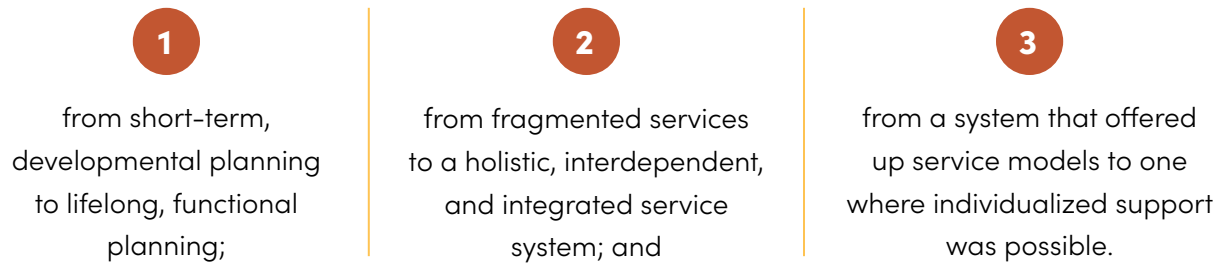 1
from short-term,
developmental planning
to lifelong, functional
planning;
2
from fragmented services
to a holistic, interdependent,
and integrated service
system; and
3
from a system that offered
up service models to one
where individualized support
was possible.